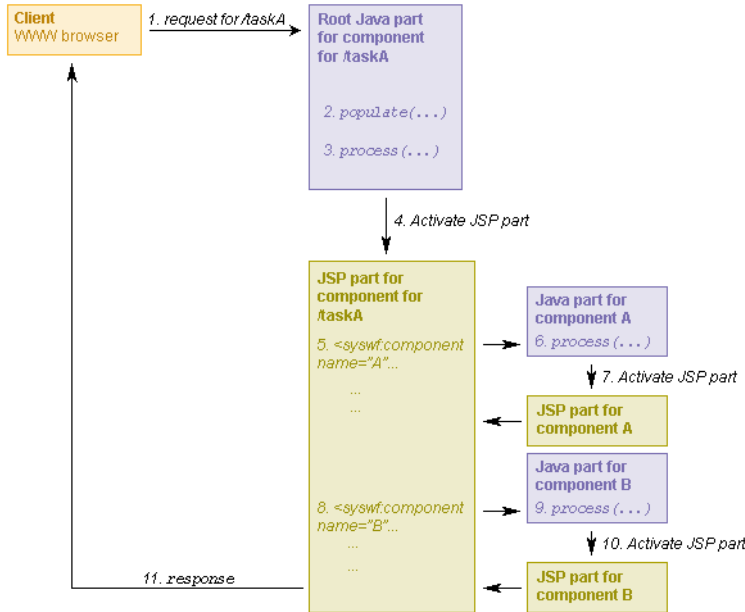 Client
WWW browser
1. request for /taskA
Root Java part
for component
for /taskA
2. populate(...)
3. process(...)
4. Activate JSP part
JSP part for
component for
/taskA
5. <syswf:component
name="A"...
...
...
Java part for
component A
6. process(...)
7. Activate JSP part
JSP part for
component A
8. <syswf:component
name="B"...
...
...
Java part for
component B
9. process(...)
10. Activate JSP part
JSP part for
component B
11. response